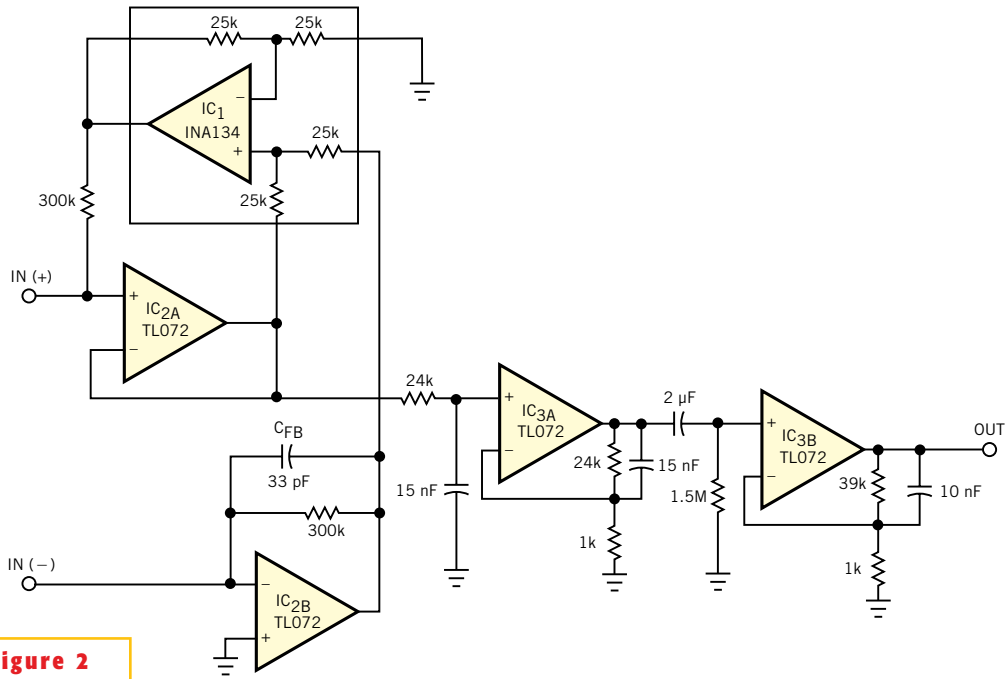 25k
25k
IC1
INA134
−
+
25k
25k
300k
IN (+)
+
−
IC2A
TL072
24k
15 nF
+
−
IC3A
TL072
24k
15 nF
1k
2 µF
1.5M
+
−
IC3B
TL072
OUT
39k
10 nF
1k
CFB
33 pF
300k
IN (−)
−
+
IC2B
TL072
igure 2